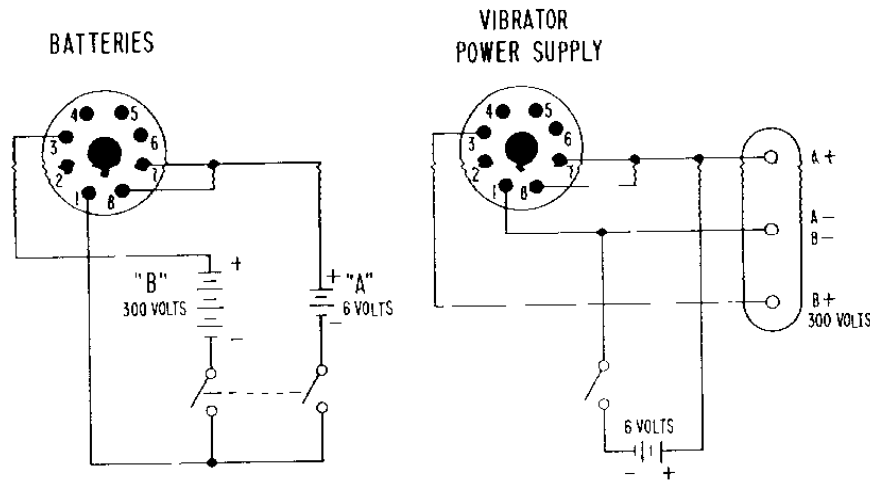 BATTERIES
4
5
3
6
2
7
1
8
"B"
300 VOLTS
+
-
"A"
6 VOLTS
+
-
VIBRATOR
POWER SUPPLY
4
5
3
6
2
7
1
8
A +
A -
B -
B +
300 VOLTS
6 VOLTS
- +